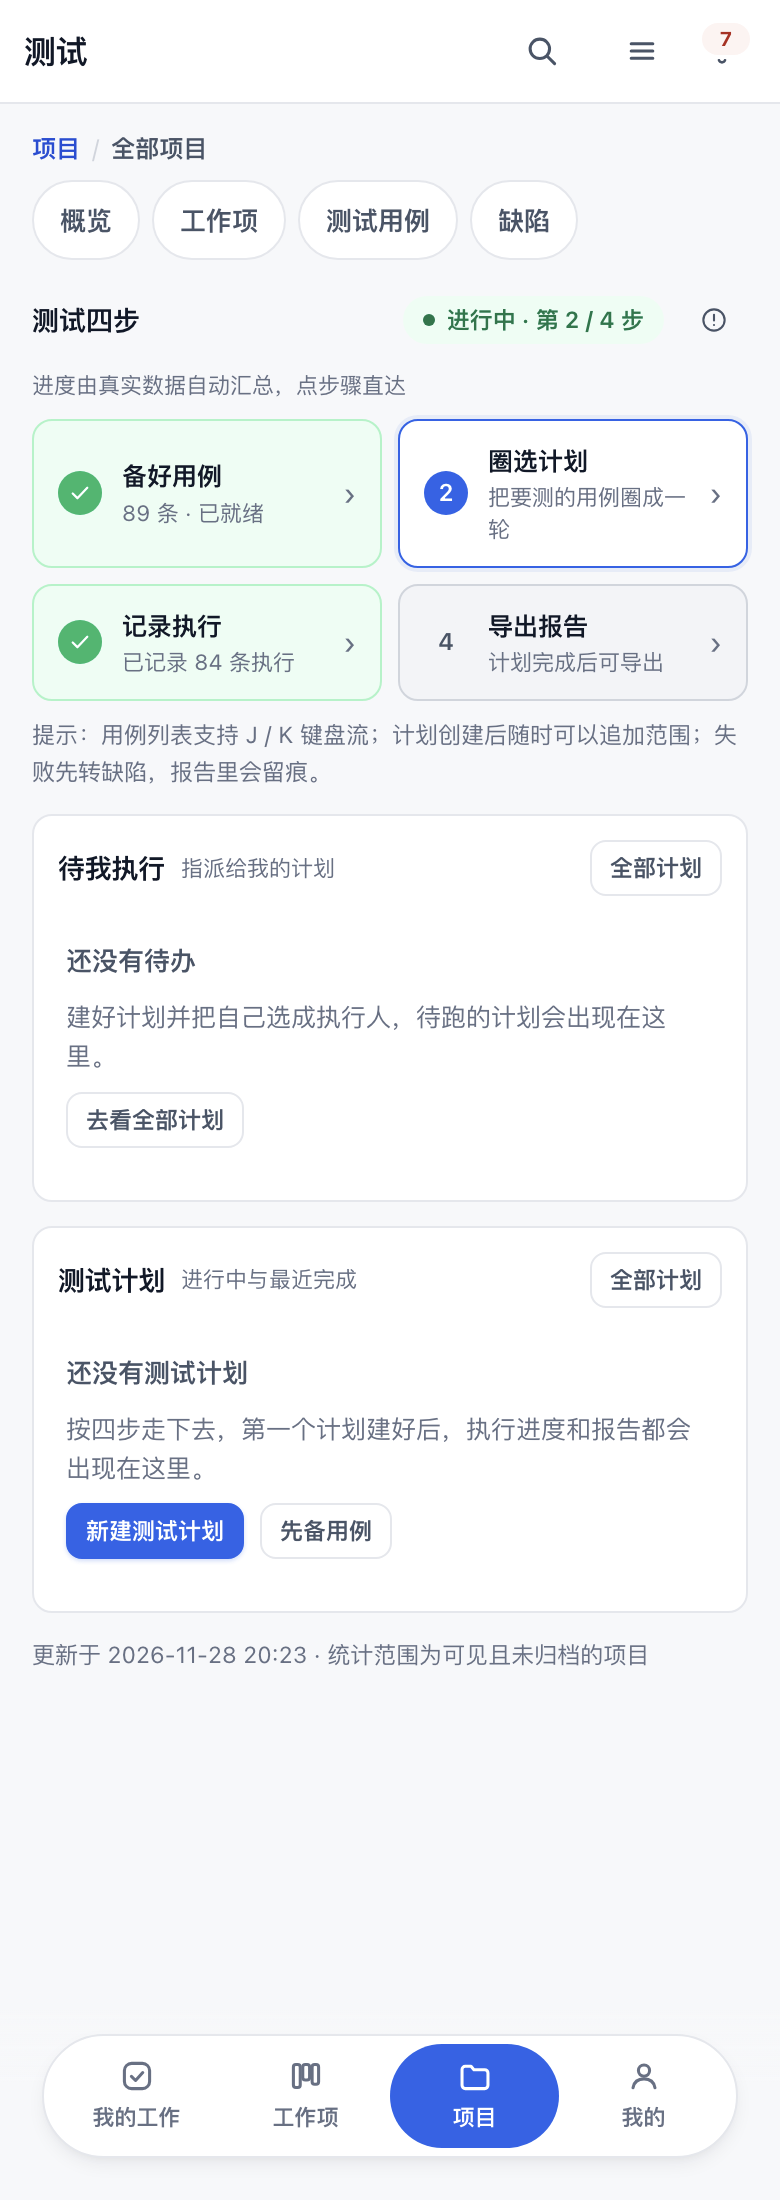 测试
7
项目 / 全部项目
概览
工作项
测试用例
缺陷
测试四步
进行中 · 第 2 / 4 步
进度由真实数据自动汇总，点步骤直达
备好用例
89 条 · 已就绪
2
圈选计划
把要测的用例圈成一
轮
记录执行
已记录 84 条执行
4
导出报告
计划完成后可导出
提示：用例列表支持 J / K 键盘流；计划创建后随时可以追加范围；失
败先转缺陷，报告里会留痕。
待我执行 指派给我的计划
全部计划
还没有待办
建好计划并把自己选成执行人，待跑的计划会出现在这
里。
去看全部计划
测试计划 进行中与最近完成
全部计划
还没有测试计划
按四步走下去，第一个计划建好后，执行进度和报告都会
出现在这里。
新建测试计划
先备用例
更新于 2026-11-28 20:23 · 统计范围为可见且未归档的项目
我的工作
工作项
项目
我的